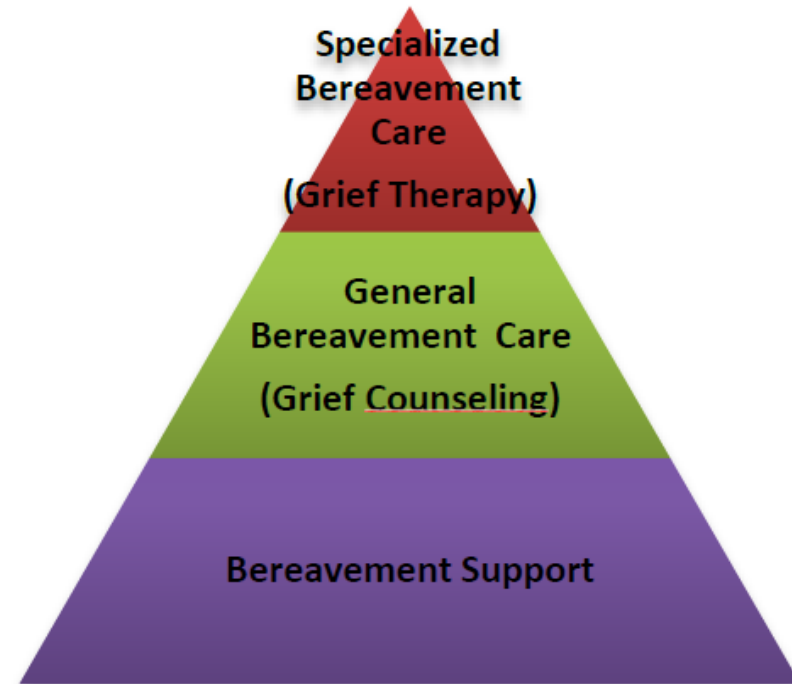 Specialized
Bereavement
Care
(Grief Therapy)
General
Bereavement Care
(Grief Counseling)
Bereavement Support